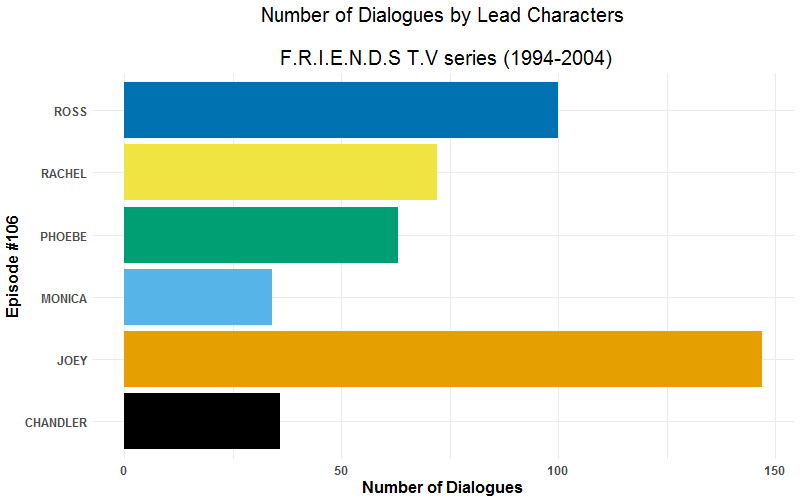 Number of Dialogues by Lead Characters
F.R.I.E.N.D.S T.V series (1994-2004)
Episode #106
ROSS
RACHEL
PHOEBE
MONICA
JOEY
CHANDLER
0 50 100 150
Number of Dialogues